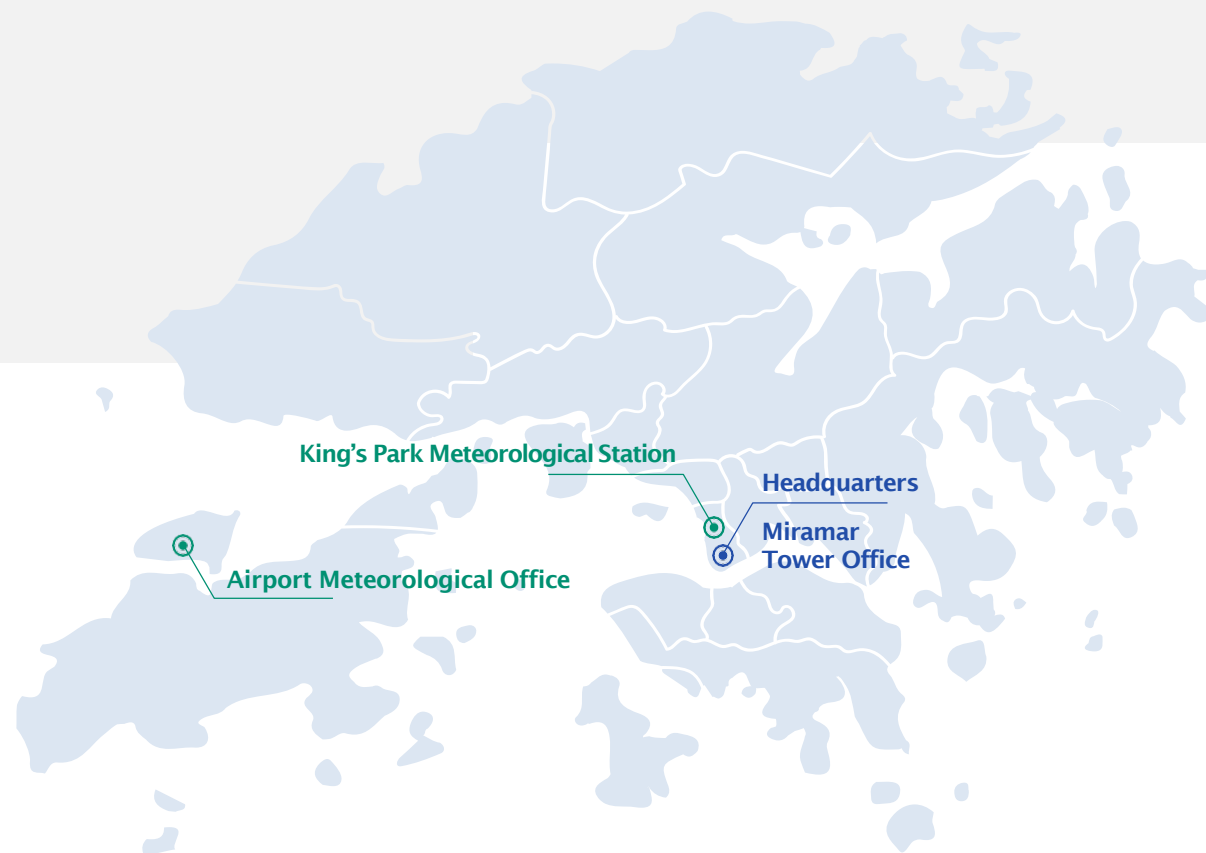 King’s Park Meteorological Station
Headquarters
Miramar
Tower Office
Airport Meteorological Office